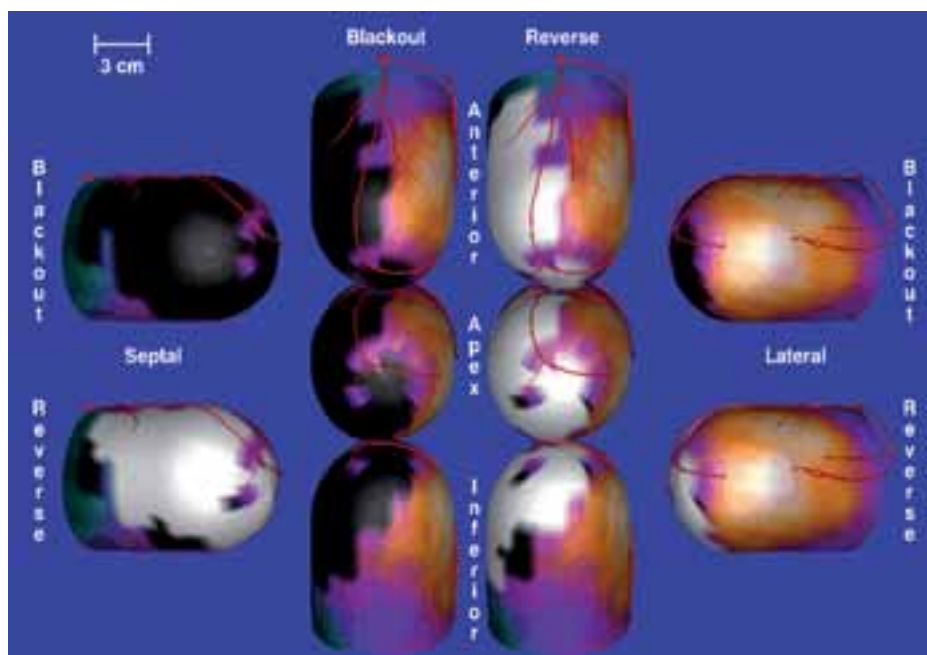 Blackout
Reverse
3 cm
Anterior
Blackout
Blackout
Septal
Apex
Lateral
Reverse
Inferior
Reverse